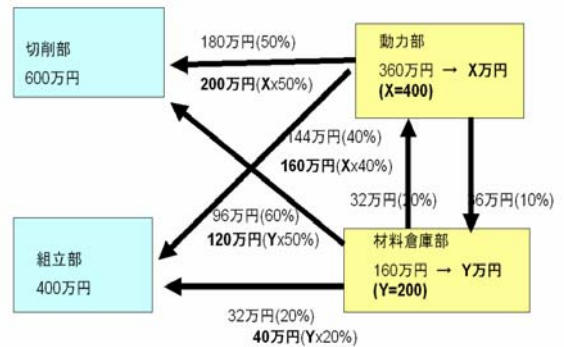 切削部
600万円
180万円(50%)
200万円(Xx50%)
動力部
360万円 → X万円
(X=400)
144万円(40%)
160万円(Xx40%)
32万円(20%)
36万円(10%)
96万円(60%)
120万円(Yx50%)
組立部
400万円
材料倉庫部
160万円 → Y万円
(Y=200)
32万円(20%)
40万円(Yx20%)